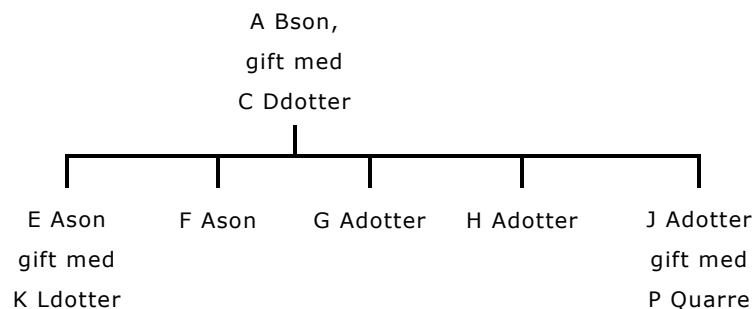 A Bson,
gift med
C Ddotter
E Ason F Ason G Adotter H Adotter J Adotter
gift med gift med
K Ldotter P Quarre